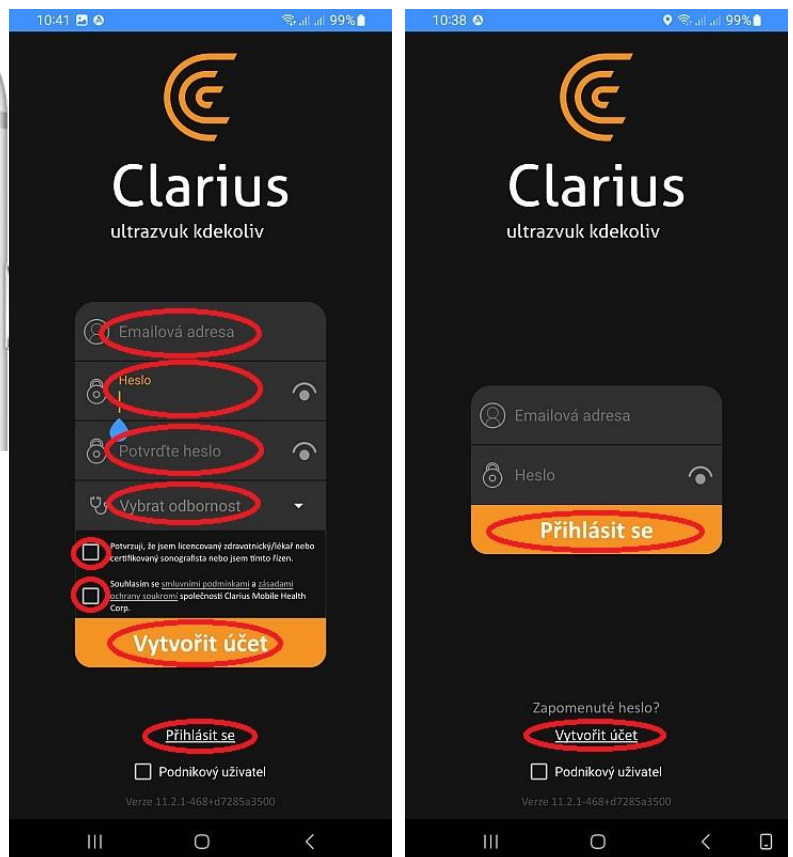 10:41
99%
Clarius
ultrazvuk kdekoliv
Emailová adresa
Heslo
Potvrďte heslo
Vybrat odbornost
Potvrzuji, že jsem licencovaný zdravotnický/lékař nebo
certifikovaný sonografista nebo jsem tímto řízen.
Souhlasím se smluvními podmínkami a zásadami
ochrany soukromí společnosti Clarius Mobile Health
Corp.
Vytvořit účet
Přihlásit se
Podnikový uživatel
Verze 11.2.1-468+d7285a3500
10:38
99%
Clarius
ultrazvuk kdekoliv
Emailová adresa
Heslo
Přihlásit se
Zapomenuté heslo?
Vytvořit účet
Podnikový uživatel
Verze 11.2.1-468+d7285a3500